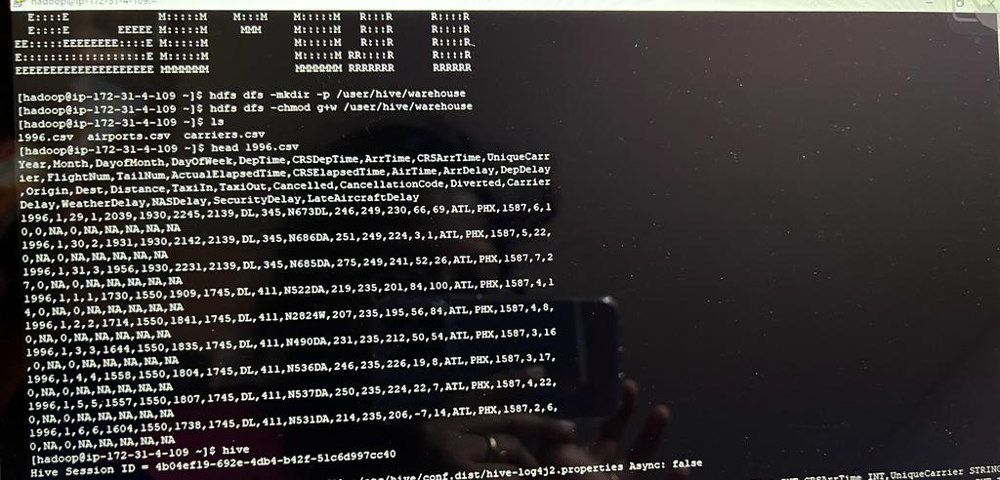 E::::E M:::::M M:::M M:::::M R:::R R::::R
E::::E EEEEE M:::::M MMM M:::::M R:::R R::::R
EE:::::EEEEEEEE::::E M:::::M M:::::M R:::R R::::R
E::::::::::::::::::E M:::::M M:::::M RR::::R R::::R
EEEEEEEEEEEEEEEEEEEE MMMMMMM MMMMMMM RRRRRRR RRRRRR
[hadoop@ip-172-31-4-109 ~]$ hdfs dfs -mkdir -p /user/hive/warehouse
[hadoop@ip-172-31-4-109 ~]$ hdfs dfs -chmod g+w /user/hive/warehouse
[hadoop@ip-172-31-4-109 ~]$ ls
1996.csv airports.csv carriers.csv
[hadoop@ip-172-31-4-109 ~]$ head 1996.csv
Year,Month,DayofMonth,DayOfWeek,DepTime,CRSDepTime,ArrTime,CRSArrTime,UniqueCarr
ier,FlightNum,TailNum,ActualElapsedTime,CRSElapsedTime,AirTime,ArrDelay,DepDelay
,Origin,Dest,Distance,TaxiIn,TaxiOut,Cancelled,CancellationCode,Diverted,Carrier
Delay,WeatherDelay,NASDelay,SecurityDelay,LateAircraftDelay
1996,1,29,1,2039,1930,2245,2139,DL,345,N673DL,246,249,230,66,69,ATL,PHX,1587,6,1
0,0,NA,0,NA,NA,NA,NA,NA
1996,1,30,2,1931,1930,2142,2139,DL,345,N686DA,251,249,224,3,1,ATL,PHX,1587,5,22,
0,NA,0,NA,NA,NA,NA,NA
1996,1,31,3,1956,1930,2231,2139,DL,345,N685DA,275,249,241,52,26,ATL,PHX,1587,7,2
7,0,NA,0,NA,NA,NA,NA,NA
1996,1,1,1,1730,1550,1909,1745,DL,411,N522DA,219,235,201,84,100,ATL,PHX,1587,4,1
4,0,NA,0,NA,NA,NA,NA,NA
1996,1,2,2,1714,1550,1841,1745,DL,411,N2824W,207,235,195,56,84,ATL,PHX,1587,4,8,
0,NA,0,NA,NA,NA,NA,NA
1996,1,3,3,1644,1550,1835,1745,DL,411,N490DA,231,235,212,50,54,ATL,PHX,1587,3,16
,0,NA,0,NA,NA,NA,NA,NA
1996,1,4,4,1558,1550,1804,1745,DL,411,N536DA,246,235,226,19,8,ATL,PHX,1587,3,17,
0,NA,0,NA,NA,NA,NA,NA
1996,1,5,5,1557,1550,1807,1745,DL,411,N537DA,250,235,224,22,7,ATL,PHX,1587,4,22,
0,NA,0,NA,NA,NA,NA,NA
1996,1,6,6,1604,1550,1738,1745,DL,411,N531DA,214,235,206,-7,14,ATL,PHX,1587,2,6,
0,NA,0,NA,NA,NA,NA,NA
[hadoop@ip-172-31-4-109 ~]$ hive
Hive Session ID = 4b04ef19-692e-4db4-b42f-51c6d997cc40
/hive/conf.dist/hive-log4j2.properties Async: false
CRSArrTime INT,UniqueCarrier STRING